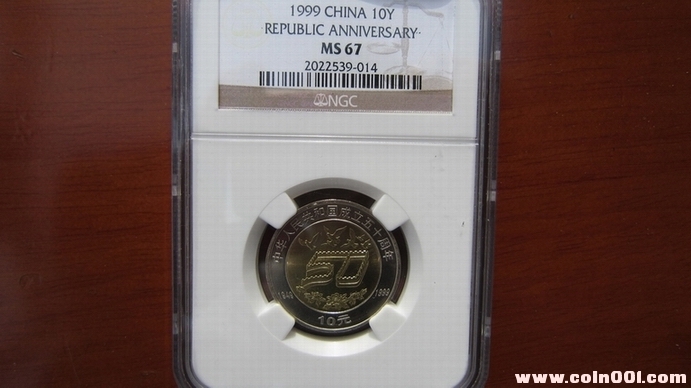 1999 CHINA 10Y
REPUBLIC ANNIVERSARY
MS 67
2022539-014
NGC
中华人民共和国成立五十周年
50
1949 1999
10元
www.coin001.com